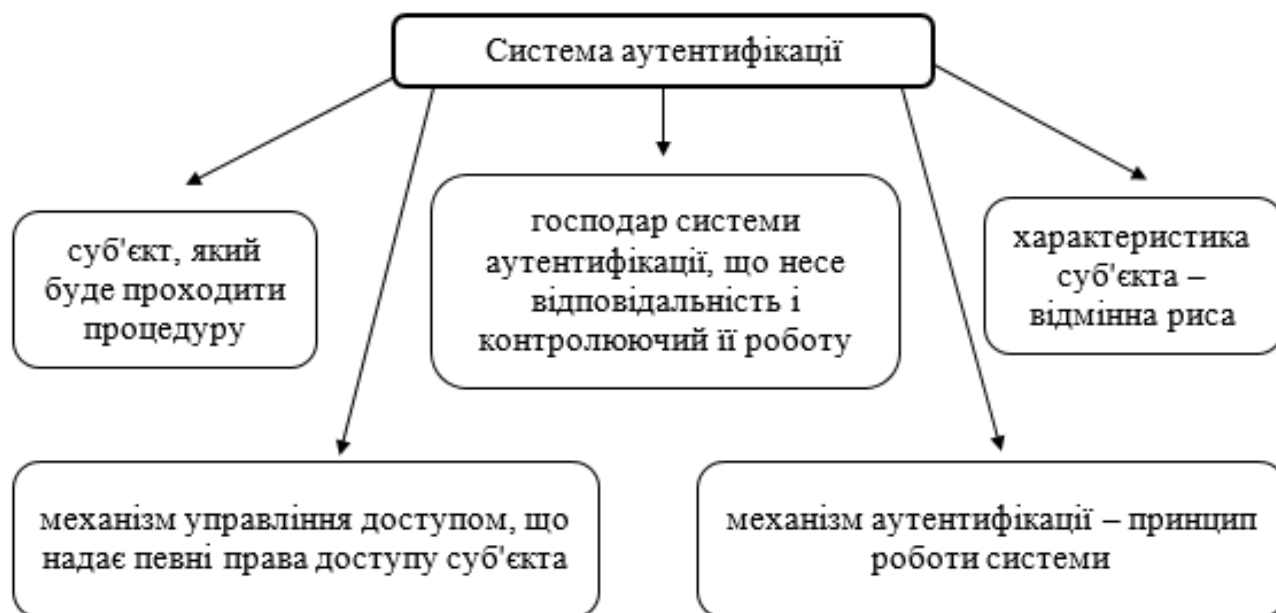 Система аутентифікації
суб'єкт, який
буде проходити
процедуру
господар системи
аутентифікації, що несе
відповідальність і
контролюючий її роботу
характеристика
суб'єкта –
відмінна риса
механізм управління доступом, що
надає певні права доступу суб'єкта
механізм аутентифікації – принцип
роботи системи